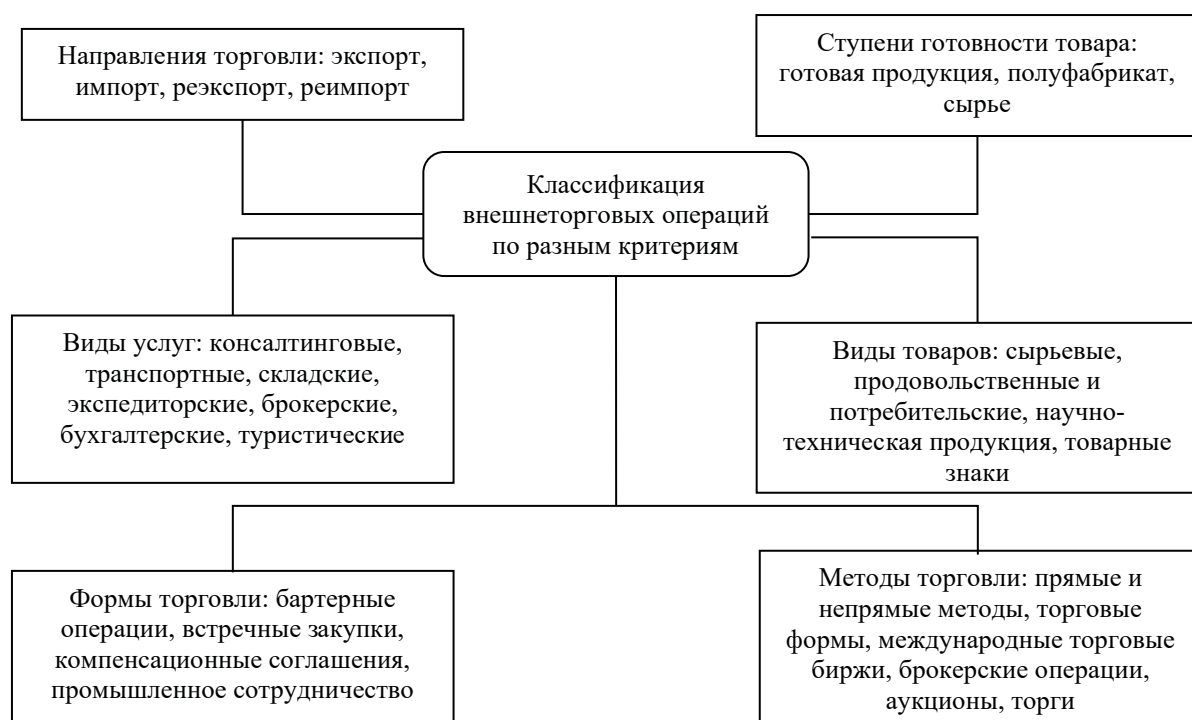 Направления торговли: экспорт,
импорт, реэкспорт, реимпорт
Ступени готовности товара:
готовая продукция, полуфабрикат,
сырье
Классификация
внешнеторговых операций
по разным критериям
Виды услуг: консалтинговые,
транспортные, складские,
экспедиторские, брокерские,
бухгалтерские, туристические
Виды товаров: сырьевые,
продовольственные и
потребительские, научно-
техническая продукция, товарные
знаки
Формы торговли: бартерные
операции, встречные закупки,
компенсационные соглашения,
промышленное сотрудничество
Методы торговли: прямые и
непрямые методы, торговые
формы, международные торговые
биржи, брокерские операции,
аукционы, торги